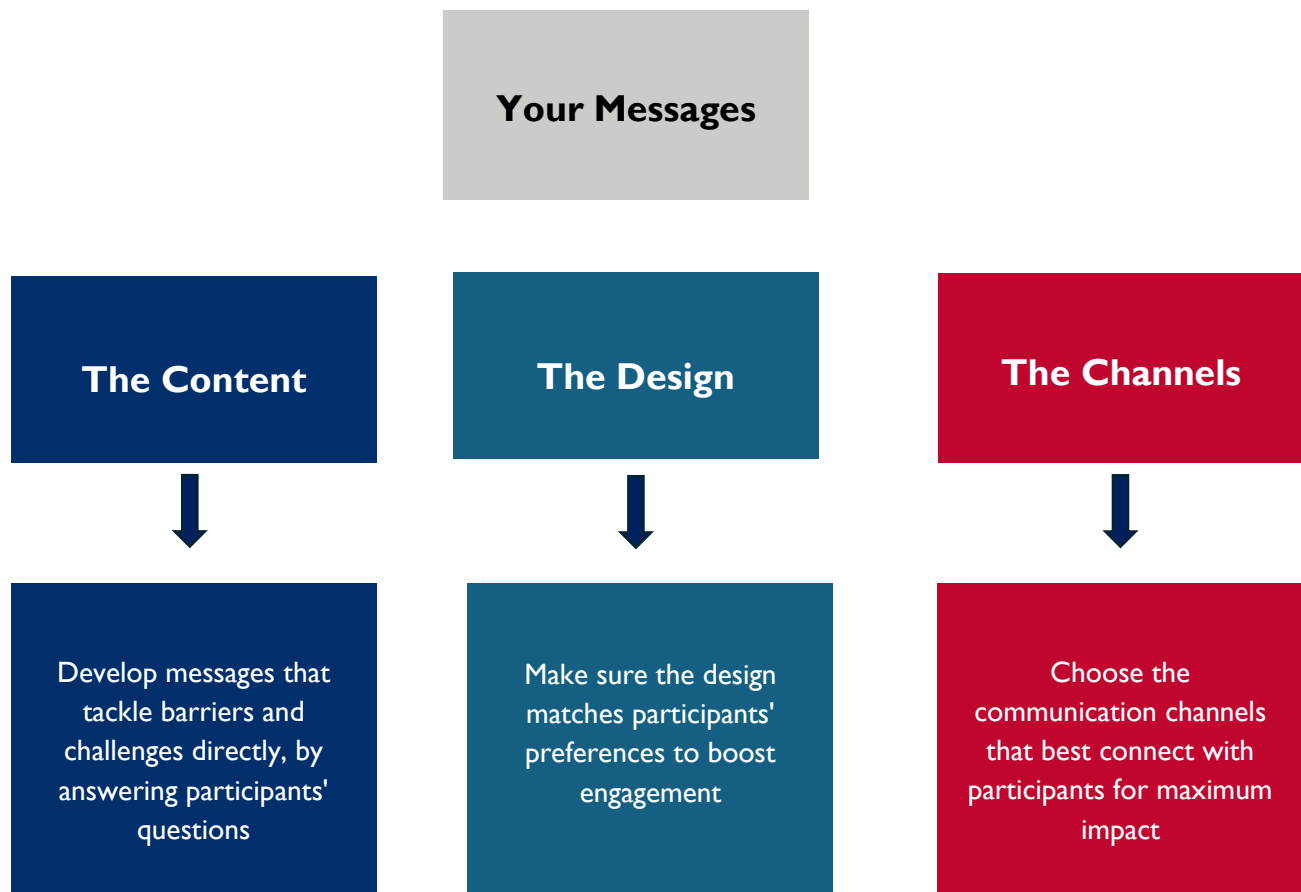 Your Messages
The Content
The Design
The Channels
Develop messages that
tackle barriers and
challenges directly, by
answering participants'
questions
Make sure the design
matches participants'
preferences to boost
engagement
Choose the
communication channels
that best connect with
participants for maximum
impact